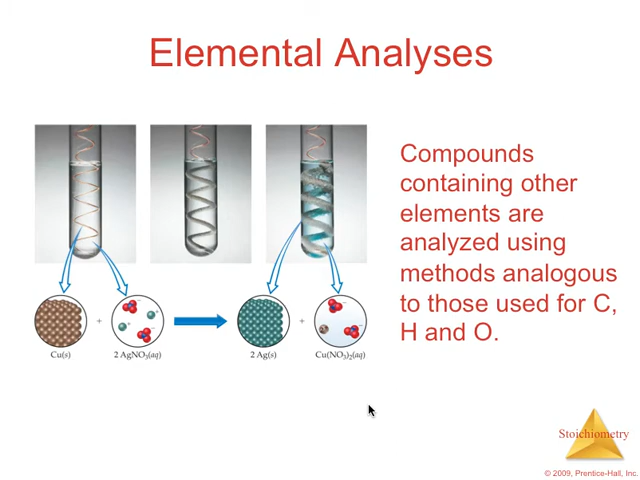 Elemental Analyses
Compounds
containing other
elements are
analyzed using
methods analogous
to those used for C,
H and O.
+ + + −
− +
−
−
Cu(s) 2 AgNO₃(aq) 2 Ag(s) Cu(NO₃)₂(aq)
Stoichiometry
© 2009, Prentice-Hall, Inc.